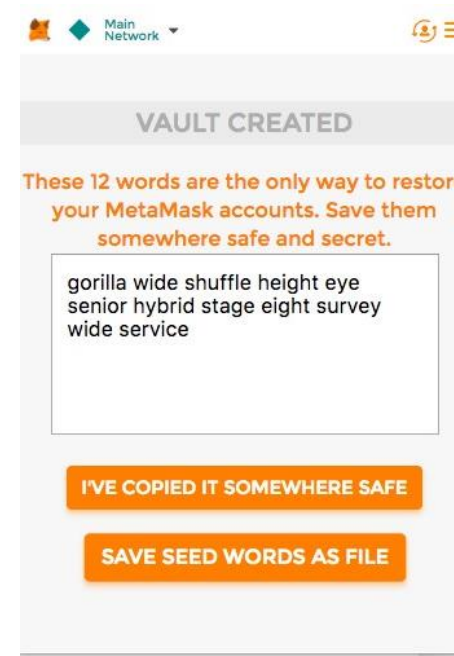 Main
Network
VAULT CREATED
These 12 words are the only way to restor
your MetaMask accounts. Save them
somewhere safe and secret.
gorilla wide shuffle height eye
senior hybrid stage eight survey
wide service
I'VE COPIED IT SOMEWHERE SAFE
SAVE SEED WORDS AS FILE